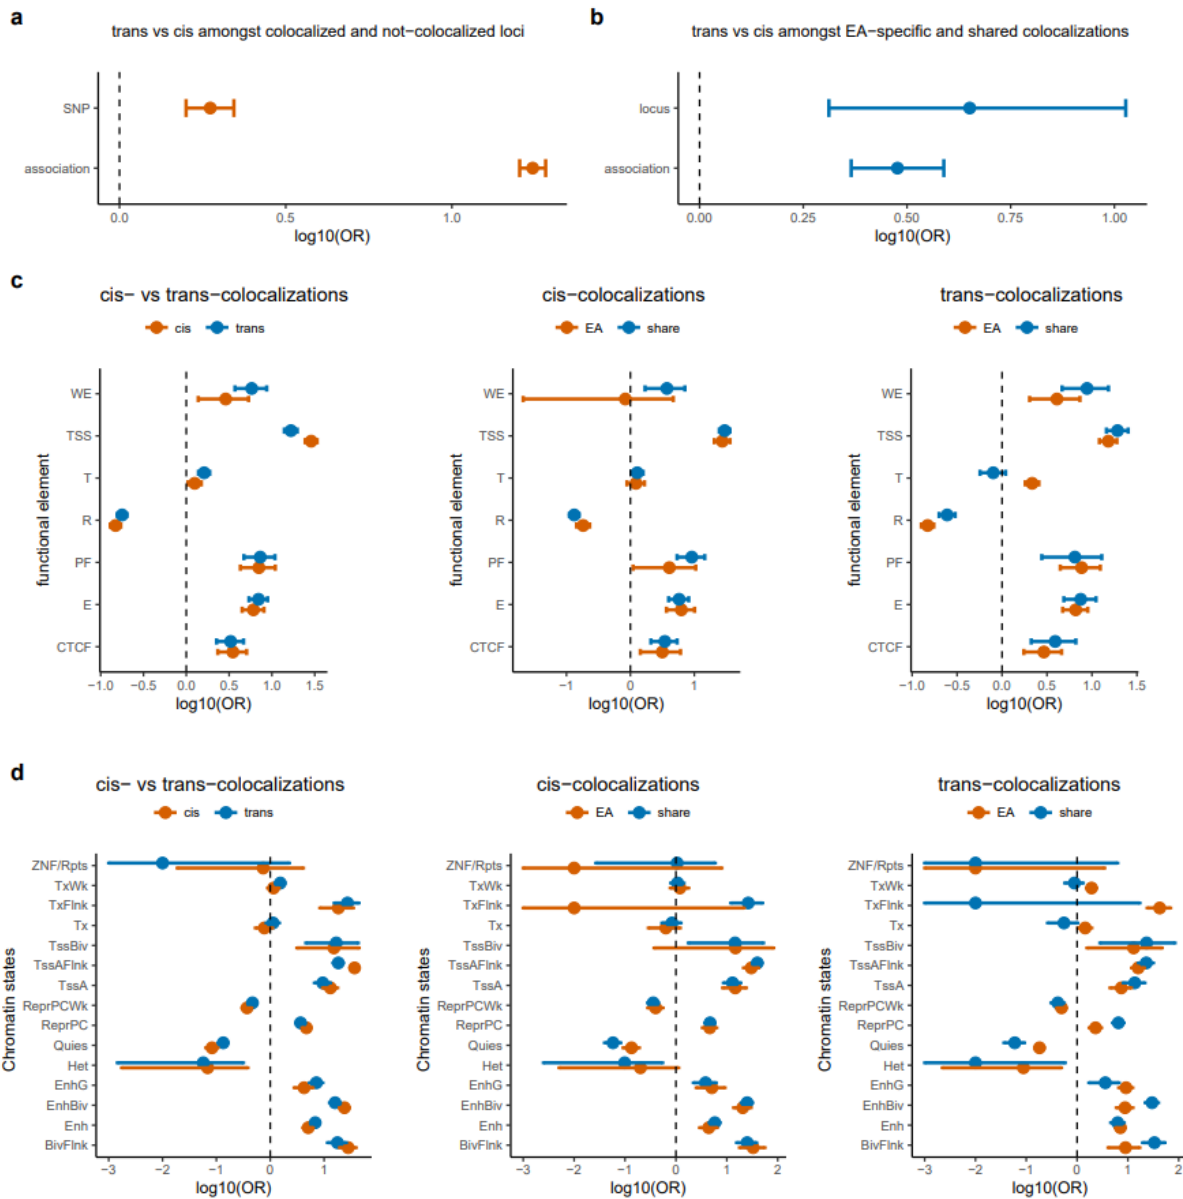 a
trans vs cis amongst colocalized and not−colocalized loci
SNP
association
0.0 0.5 1.0
log10(OR)
b
trans vs cis amongst EA−specific and shared colocalizations
locus
association
0.00 0.25 0.50 0.75 1.00
log10(OR)
c
cis− vs trans−colocalizations
cis trans
functional element
WE
TSS
T
R
PF
E
CTCF
−1.0 −0.5 0.0 0.5 1.0 1.5
log10(OR)
cis−colocalizations
EA share
functional element
WE
TSS
T
R
PF
E
CTCF
−1 0 1
log10(OR)
trans−colocalizations
EA share
functional element
WE
TSS
T
R
PF
E
CTCF
−1.0 −0.5 0.0 0.5 1.0 1.5
log10(OR)
d
cis− vs trans−colocalizations
cis trans
Chromatin states
ZNF/Rpts
TxWk
TxFlnk
Tx
TssBiv
TssAFlnk
TssA
ReprPCWk
ReprPC
Quies
Het
EnhG
EnhBiv
Enh
BivFlnk
−3 −2 −1 0 1
log10(OR)
cis−colocalizations
EA share
Chromatin states
ZNF/Rpts
TxWk
TxFlnk
Tx
TssBiv
TssAFlnk
TssA
ReprPCWk
ReprPC
Quies
Het
EnhG
EnhBiv
Enh
BivFlnk
−3 −2 −1 0 1 2
log10(OR)
trans−colocalizations
EA share
Chromatin states
ZNF/Rpts
TxWk
TxFlnk
Tx
TssBiv
TssAFlnk
TssA
ReprPCWk
ReprPC
Quies
Het
EnhG
EnhBiv
Enh
BivFlnk
−3 −2 −1 0 1 2
log10(OR)